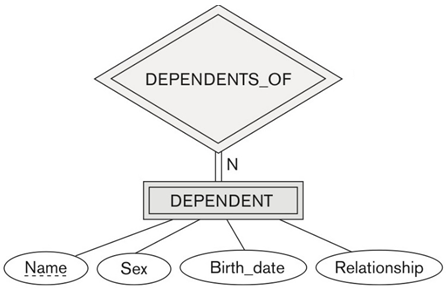 DEPENDENTS_OF
N
DEPENDENT
Name
Sex
Birth_date
Relationship